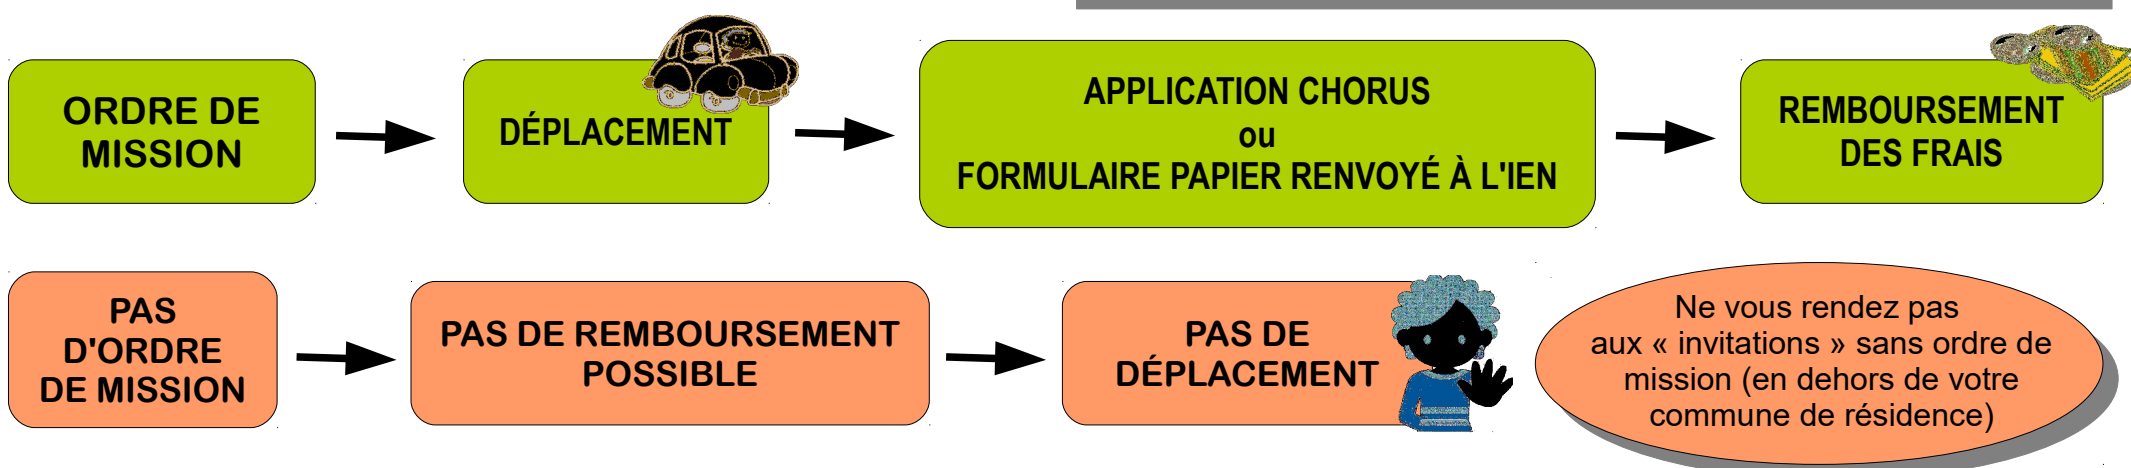 ORDRE DE
MISSION
DÉPLACEMENT
APPLICATION CHORUS
ou
FORMULAIRE PAPIER RENVOYÉ À L'IEN
REMBOURSEMENT
DES FRAIS
PAS
D'ORDRE
DE MISSION
PAS DE REMBOURSEMENT
POSSIBLE
PAS DE
DÉPLACEMENT
Ne vous rendez pas
aux « invitations » sans ordre de
mission (en dehors de votre
commune de résidence)